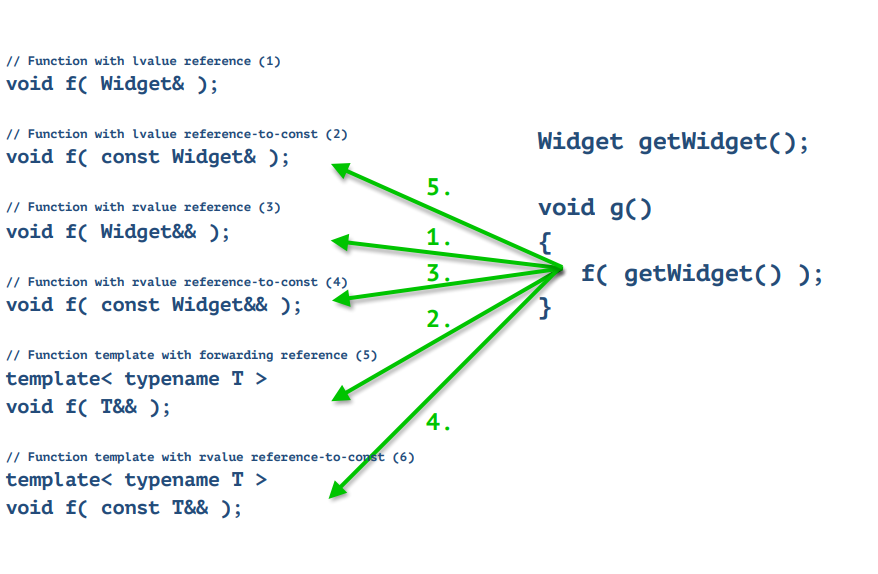 // Function with lvalue reference (1)
void f( Widget& );
// Function with lvalue reference-to-const (2)
void f( const Widget& );
// Function with rvalue reference (3)
void f( Widget&& );
// Function with rvalue reference-to-const (4)
void f( const Widget&& );
// Function template with forwarding reference (5)
template< typename T >
void f( T&& );
// Function template with rvalue reference-to-const (6)
template< typename T >
void f( const T&& );
5.
1.
3.
2.
4.
Widget getWidget();
void g()
{
f( getWidget() );
}